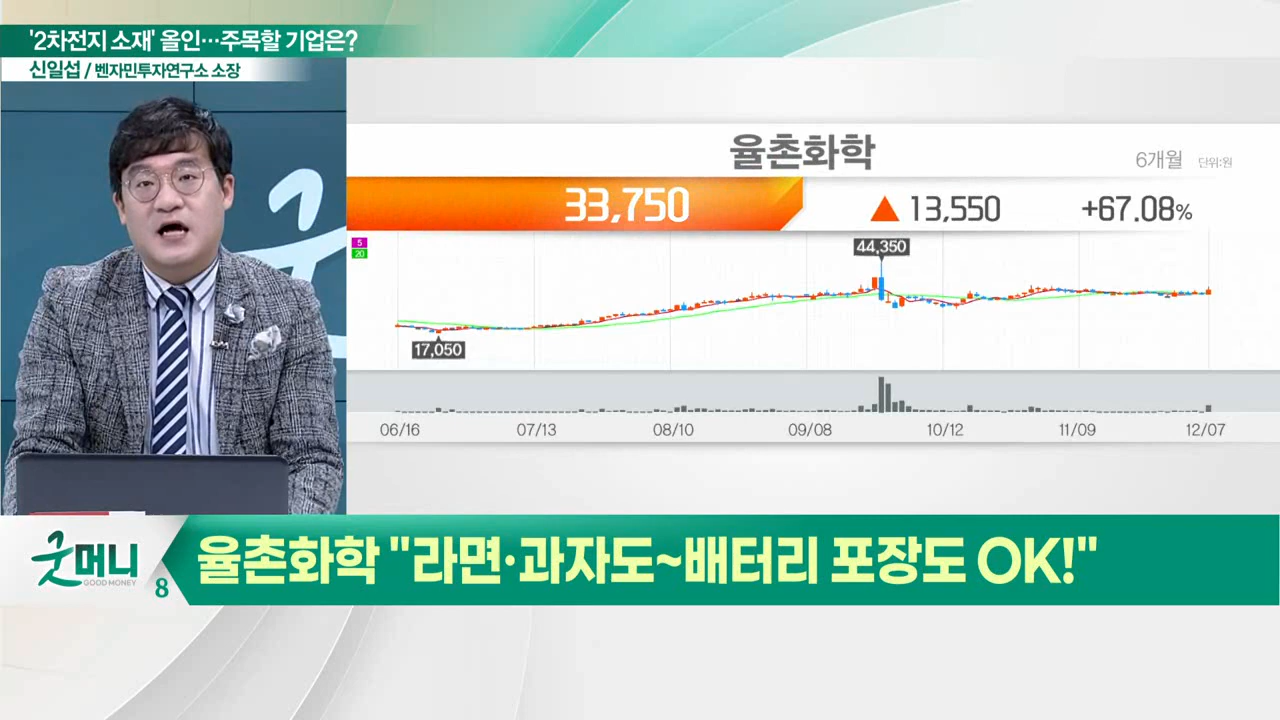 '2차전지 소재' 올인…주목할 기업은?
신일섭 / 벤자민투자연구소 소장
율촌화학
6개월 단위:원
33,750 ▲ 13,550 +67.08%
5
20
44,350
17,050
06/16 07/13 08/10 09/08 10/12 11/09 12/07
굿머니
GOOD MONEY
8
율촌화학 "라면·과자도~배터리 포장도 OK!"